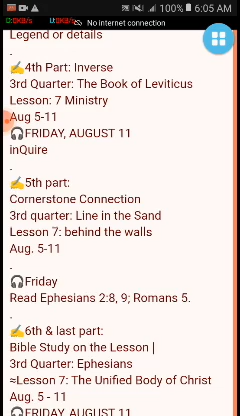 0:0KB/s U:0KB/s 100% 6:05 AM
No internet connection
Legend or details
.
✍4th Part: Inverse
3rd Quarter: The Book of Leviticus
Lesson: 7 Ministry
Aug 5-11
🎧FRIDAY, AUGUST 11
inQuire
.
✍5th part:
Cornerstone Connection
3rd quarter: Line in the Sand
Lesson 7: behind the walls
Aug. 5-11
.
🎧Friday
Read Ephesians 2:8, 9; Romans 5.
.
✍6th & last part:
Bible Study on the Lesson |
3rd Quarter: Ephesians
≈Lesson 7: The Unified Body of Christ
Aug. 5 - 11
🎧FRIDAY, AUGUST 11